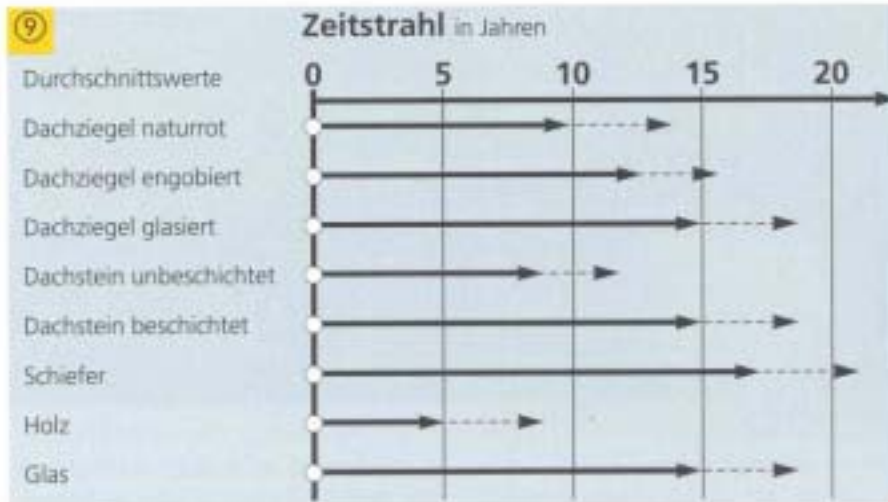 9
Zeitstrahl in Jahren
Durchschnittswerte 0 5 10 15 20
Dachziegel naturrot
Dachziegel engobiert
Dachziegel glasiert
Dachstein unbeschichtet
Dachstein beschichtet
Schiefer
Holz
Glas